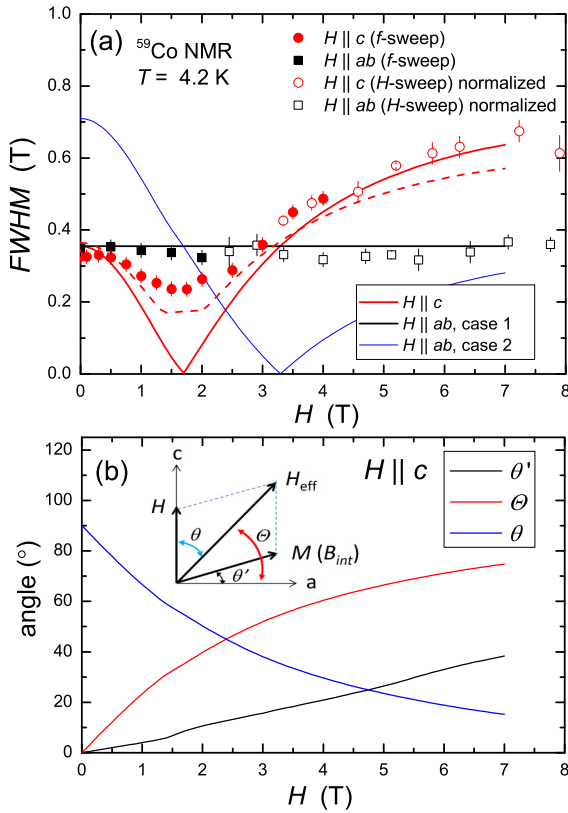 (a)
⁵⁹Co NMR
T = 4.2 K
H || c (f-sweep)
H || ab (f-sweep)
H || c (H-sweep) normalized
H || ab (H-sweep) normalized
FWHM (T)
1.0
0.8
0.6
0.4
0.2
0.0
H || c
H || ab, case 1
H || ab, case 2
0 1 2 3 4 5 6 7 8
H (T)
(b)
H || c
θ'
Θ
θ
c
H
H_eff
θ
Θ
M (B_int)
θ'
a
angle (°)
120
100
80
60
40
20
0
0 1 2 3 4 5 6 7 8
H (T)